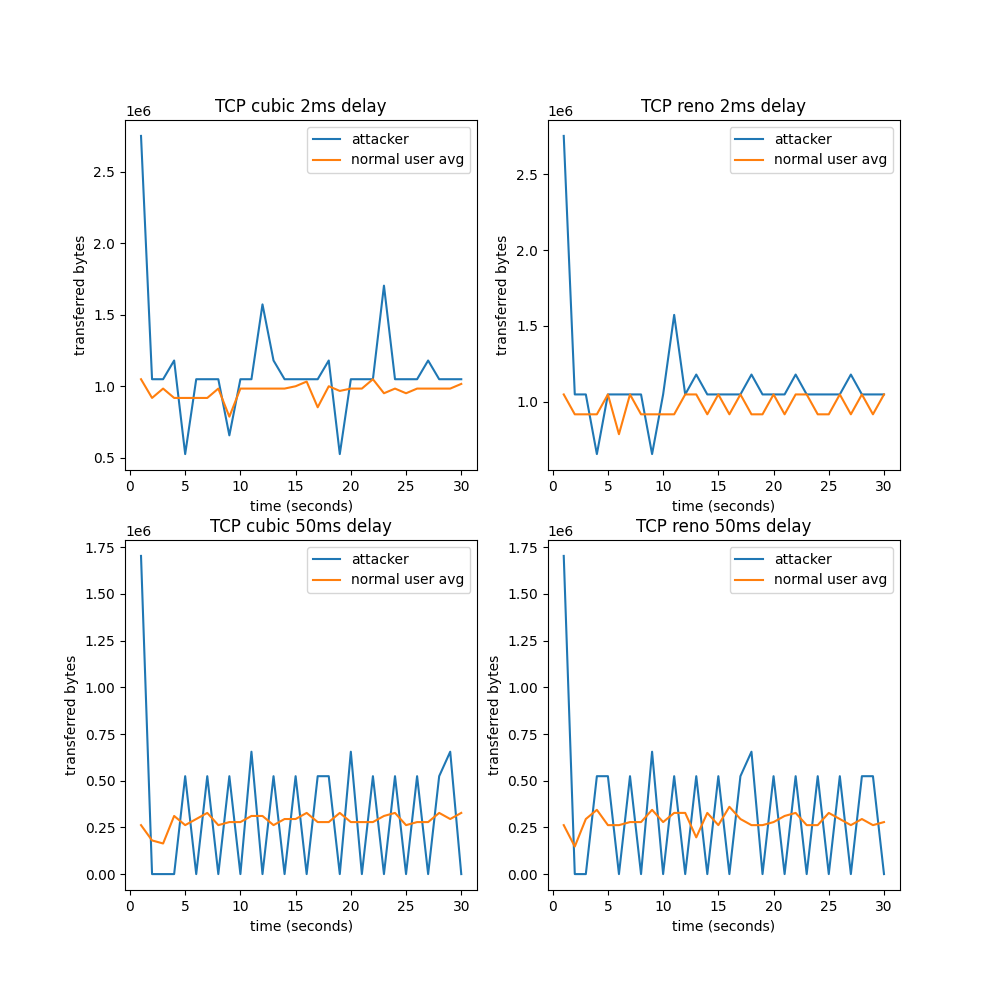 TCP cubic 2ms delay
1e6
attacker
normal user avg
2.5
2.0
1.5
1.0
0.5
transferred bytes
0 5 10 15 20 25 30
time (seconds)
TCP reno 2ms delay
1e6
attacker
normal user avg
2.5
2.0
1.5
1.0
transferred bytes
0 5 10 15 20 25 30
time (seconds)
TCP cubic 50ms delay
1e6
attacker
normal user avg
1.75
1.50
1.25
1.00
0.75
0.50
0.25
0.00
transferred bytes
0 5 10 15 20 25 30
time (seconds)
TCP reno 50ms delay
1e6
attacker
normal user avg
1.75
1.50
1.25
1.00
0.75
0.50
0.25
0.00
transferred bytes
0 5 10 15 20 25 30
time (seconds)